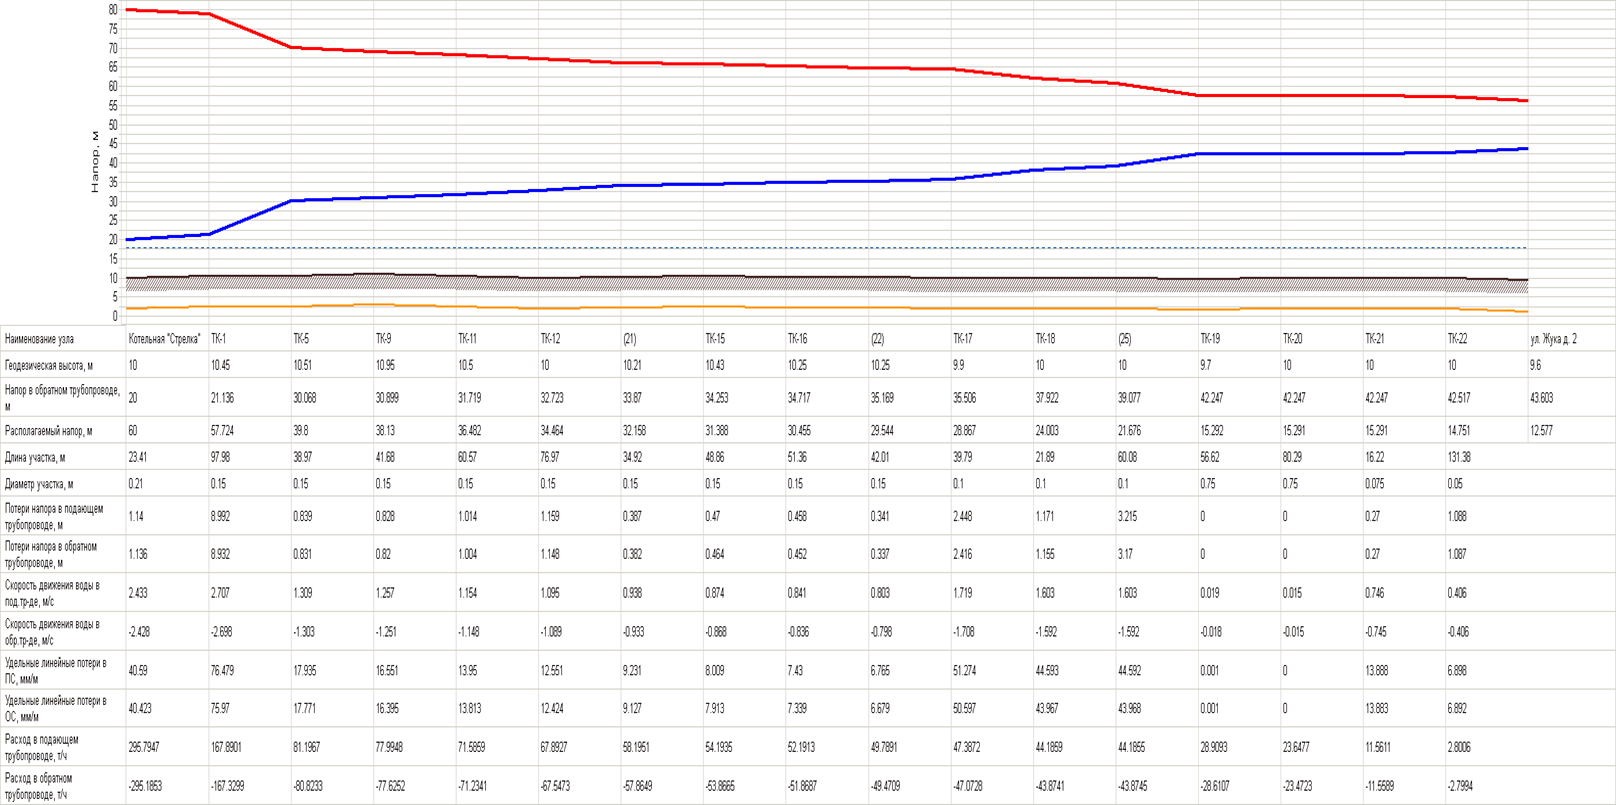 80
75
70
65
60
55
50
45
40
35
30
25
20
15
10
5
0
Напор, м
Наименование узла Котельная "Стрелка" ТК-1 ТК-5 ТК-9 ТК-11 ТК-12 (21) ТК-15 ТК-16 (22) ТК-17 ТК-18 (25) ТК-19 ТК-20 ТК-21 ТК-22 ул. Жука д. 2
Геодезическая высота, м 10 10.45 10.51 10.95 10.5 10 10.21 10.43 10.25 10.25 9.9 10 10 9.7 10 10 10 9.6
Напор в обратном трубопроводе,
м 20 21.136 30.068 30.899 31.719 32.723 33.87 34.253 34.717 35.169 35.506 37.922 39.077 42.247 42.247 42.247 42.517 43.603
Располагаемый напор, м 60 57.724 39.8 38.13 36.482 34.464 32.158 31.388 30.455 29.544 28.867 24.003 21.676 15.292 15.291 15.291 14.751 12.577
Длина участка, м 23.41 97.98 38.97 41.68 60.57 76.97 34.92 48.86 51.36 42.01 39.79 21.89 60.08 56.62 80.29 16.22 131.38
Диаметр участка, м 0.21 0.15 0.15 0.15 0.15 0.15 0.15 0.15 0.15 0.15 0.1 0.1 0.1 0.75 0.75 0.075 0.05
Потери напора в подающем
трубопроводе, м 1.14 8.992 0.839 0.828 1.014 1.159 0.387 0.47 0.458 0.341 2.448 1.171 3.215 0 0 0.27 1.088
Потери напора в обратном
трубопроводе, м 1.136 8.932 0.831 0.82 1.004 1.148 0.382 0.464 0.452 0.337 2.416 1.155 3.17 0 0 0.27 1.087
Скорость движения воды в
под.тр-де, м/с 2.433 2.707 1.309 1.257 1.154 1.095 0.938 0.874 0.841 0.803 1.719 1.603 1.603 0.019 0.015 0.746 0.406
Скорость движения воды в
обр.тр-де, м/с -2.428 -2.698 -1.303 -1.251 -1.148 -1.089 -0.933 -0.868 -0.836 -0.798 -1.708 -1.592 -1.592 -0.018 -0.015 -0.745 -0.406
Удельные линейные потери в
ПС, мм/м 40.59 76.479 17.935 16.551 13.95 12.551 9.231 8.009 7.43 6.765 51.274 44.593 44.592 0.001 0 13.888 6.898
Удельные линейные потери в
ОС, мм/м 40.423 75.97 17.771 16.395 13.813 12.424 9.127 7.913 7.339 6.679 50.597 43.967 43.968 0.001 0 13.883 6.892
Расход в подающем
трубопроводе, т/ч 295.7947 167.8901 81.1967 77.9948 71.5859 67.8927 58.1951 54.1935 52.1913 49.7891 47.3872 44.1859 44.1855 28.9093 23.6477 11.5611 2.8006
Расход в обратном
трубопроводе, т/ч -295.1853 -167.3299 -80.8233 -77.6252 -71.2341 -67.5473 -57.8649 -53.8665 -51.8687 -49.4709 -47.0728 -43.8741 -43.8745 -28.6107 -23.4723 -11.5589 -2.7994